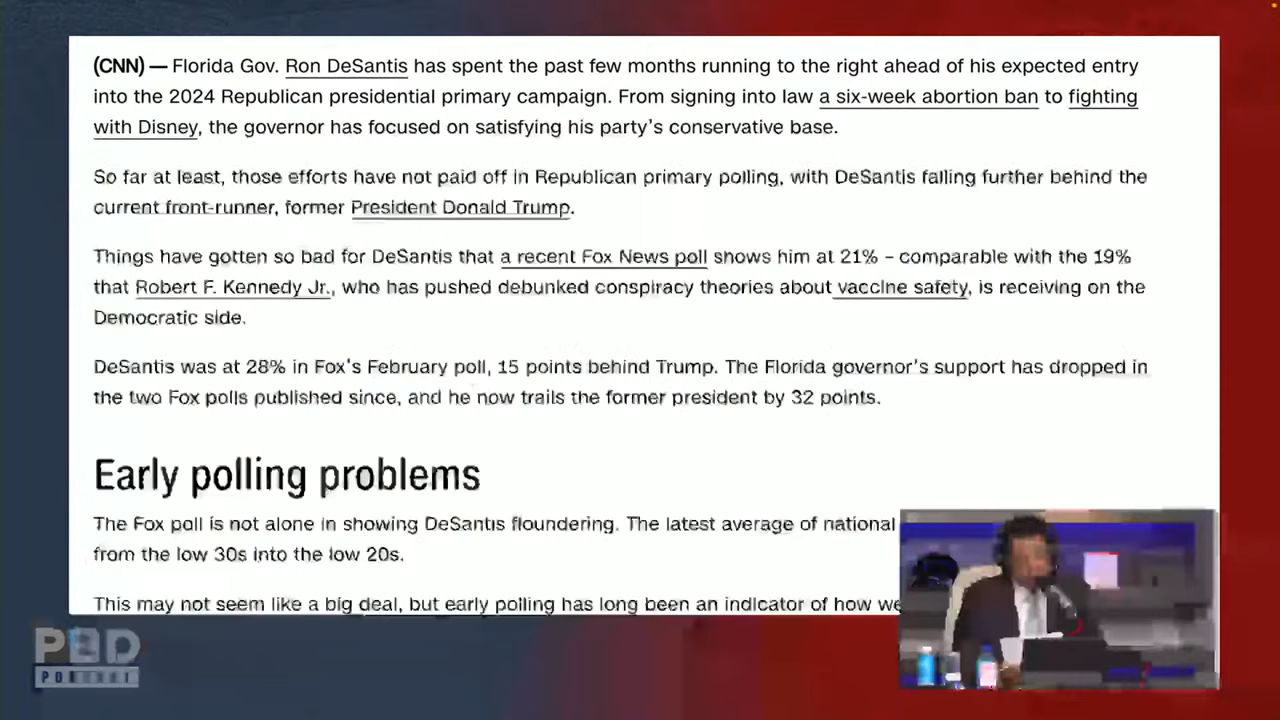 (CNN) — Florida Gov. Ron DeSantis has spent the past few months running to the right ahead of his expected entry
into the 2024 Republican presidential primary campaign. From signing into law a six-week abortion ban to fighting
with Disney, the governor has focused on satisfying his party's conservative base.
So far at least, those efforts have not paid off in Republican primary polling, with DeSantis falling further behind the
current front-runner, former President Donald Trump.
Things have gotten so bad for DeSantis that a recent Fox News poll shows him at 21% – comparable with the 19%
that Robert F. Kennedy Jr., who has pushed debunked conspiracy theories about vaccine safety, is receiving on the
Democratic side.
DeSantis was at 28% in Fox's February poll, 15 points behind Trump. The Florida governor's support has dropped in
the two Fox polls published since, and he now trails the former president by 32 points.
Early polling problems
The Fox poll is not alone in showing DeSantis floundering. The latest average of national
from the low 30s into the low 20s.
This may not seem like a big deal, but early polling has long been an indicator of how we
PBD